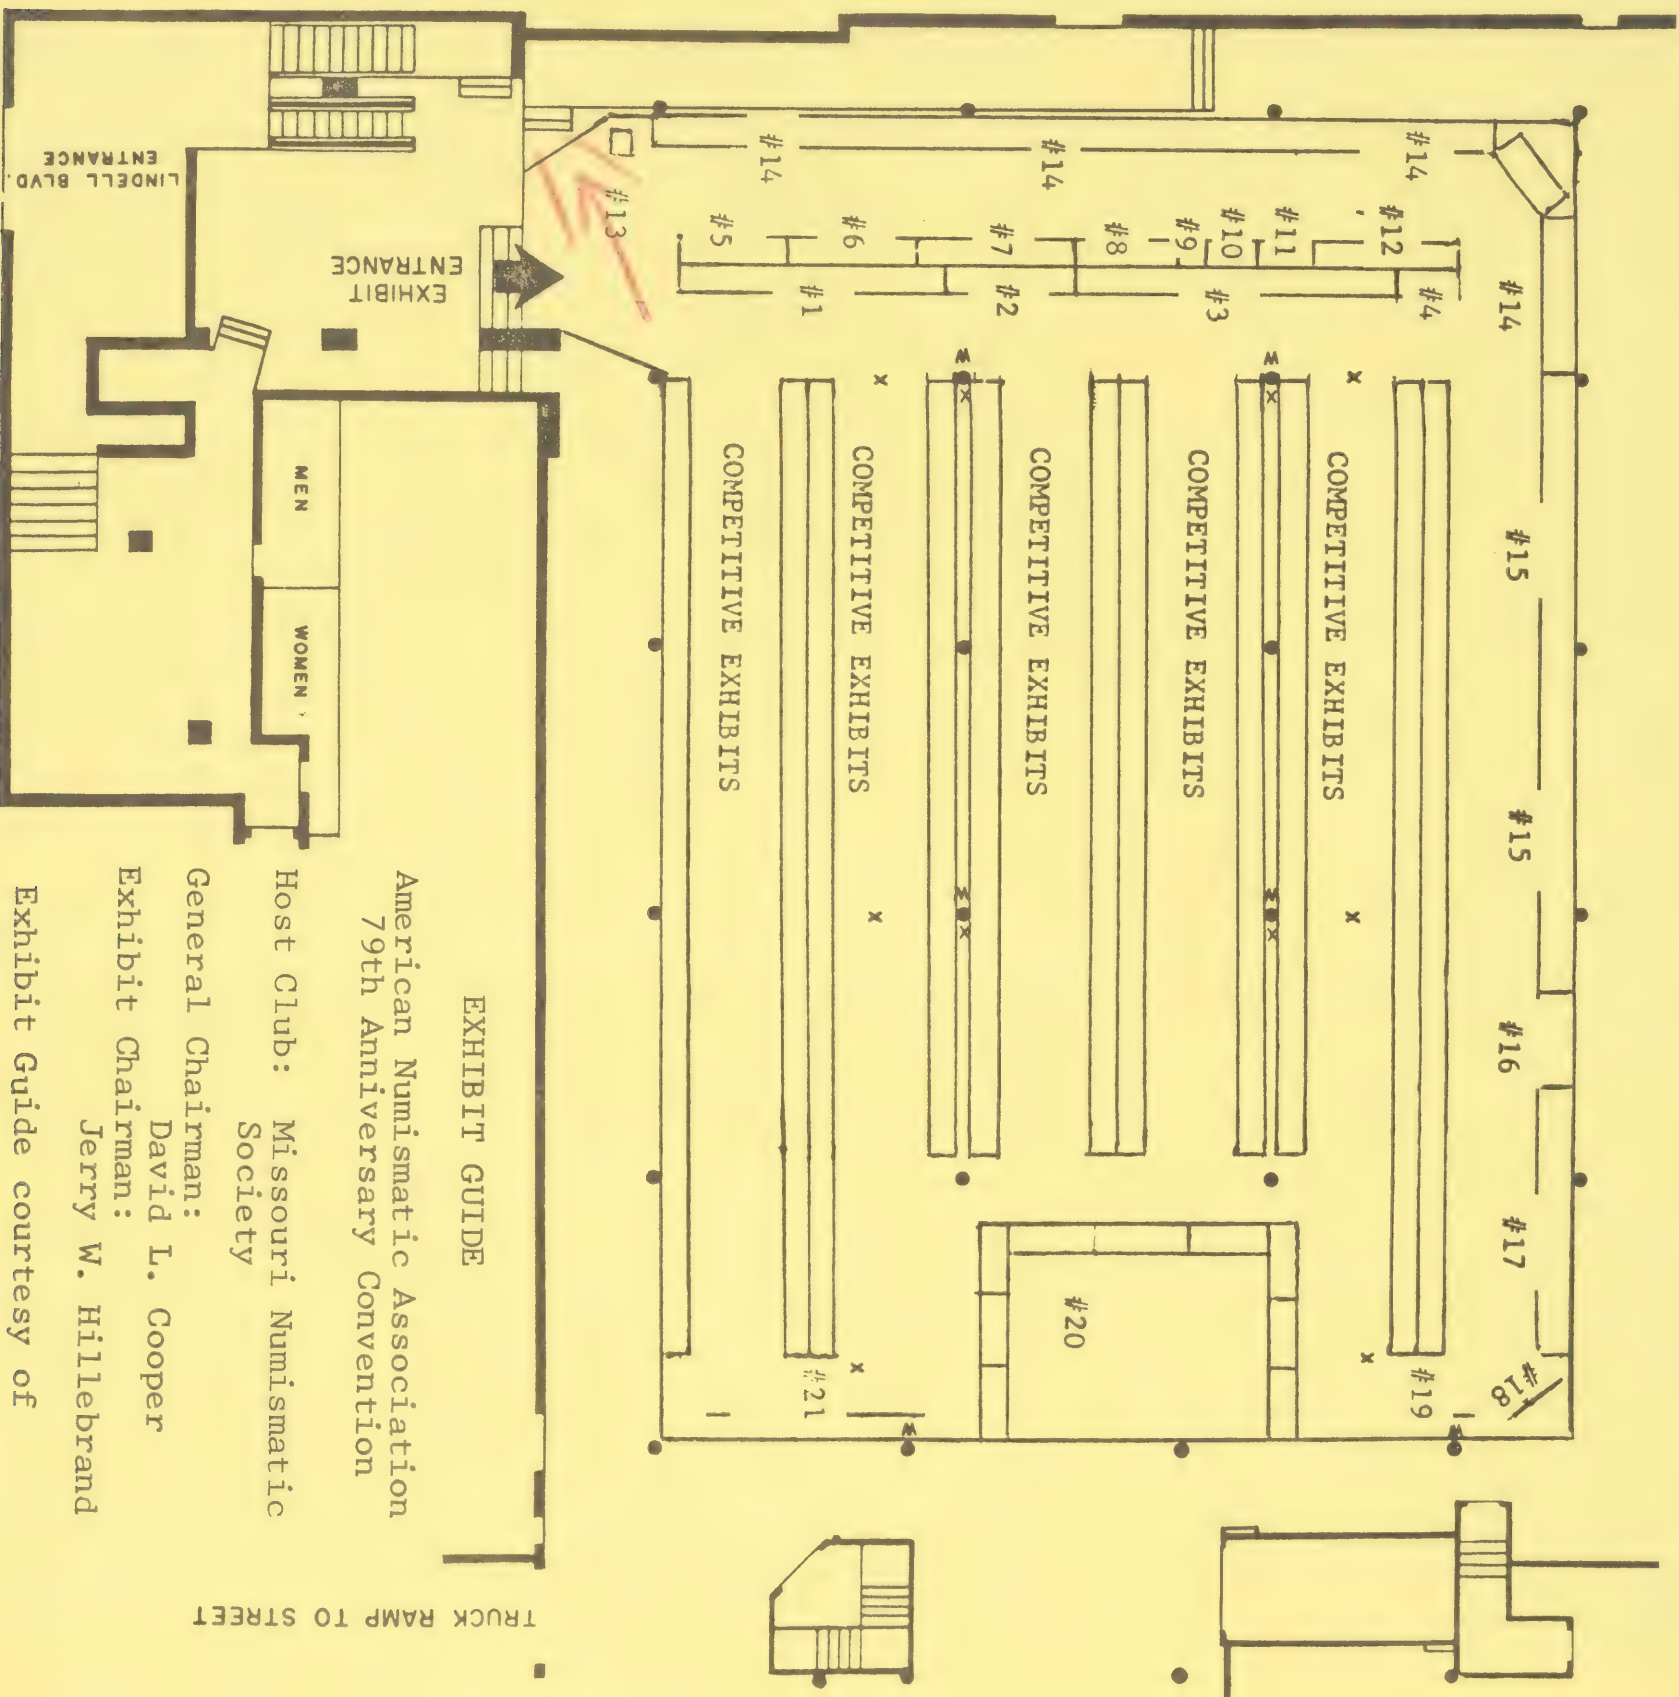 EXHIBIT GUIDE
American Numismatic Association
79th Anniversary Convention
Host Club: Missouri Numismatic
Society
General Chairman:
David L. Cooper
Exhibit Chairman:
Jerry W. Hillebrand
Exhibit Guide courtesy of
LINDELL BLVD.
ENTRANCE
EXHIBIT
ENTRANCE
MEN
WOMEN
TRUCK RAMP TO STREET
#14
#14
#14
#14
#13
#5
#6
#7
#8
#9
#10
#11
#12
#1
#2
#3
#4
#15
#15
#16
#17
#18
#19
#20
#21
COMPETITIVE EXHIBITS
COMPETITIVE EXHIBITS
COMPETITIVE EXHIBITS
COMPETITIVE EXHIBITS
COMPETITIVE EXHIBITS
W
X
X
W
X
X
W
X
X
W
X
X
X
X
W
W